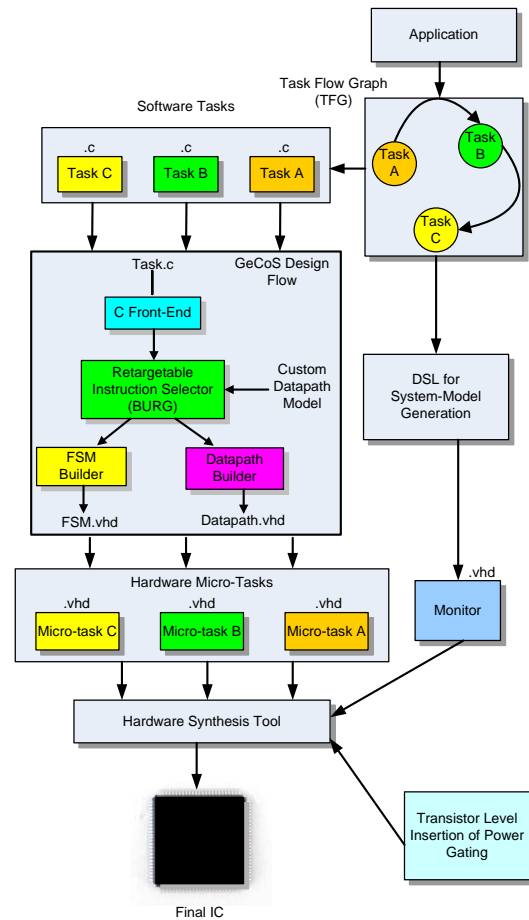 Application
Task Flow Graph
(TFG)
Software Tasks
.c
.c
.c
Task C
Task B
Task A
Task
A
Task
B
Task
C
Task.c
GeCoS Design
Flow
C Front-End
Retargetable
Instruction Selector
(BURG)
Custom
Datapath
Model
FSM
Builder
Datapath
Builder
FSM.vhd
Datapath.vhd
DSL for
System-Model
Generation
Hardware Micro-Tasks
.vhd
.vhd
.vhd
Micro-task C
Micro-task B
Micro-task A
.vhd
Monitor
Hardware Synthesis Tool
Transistor Level
Insertion of Power
Gating
Final IC